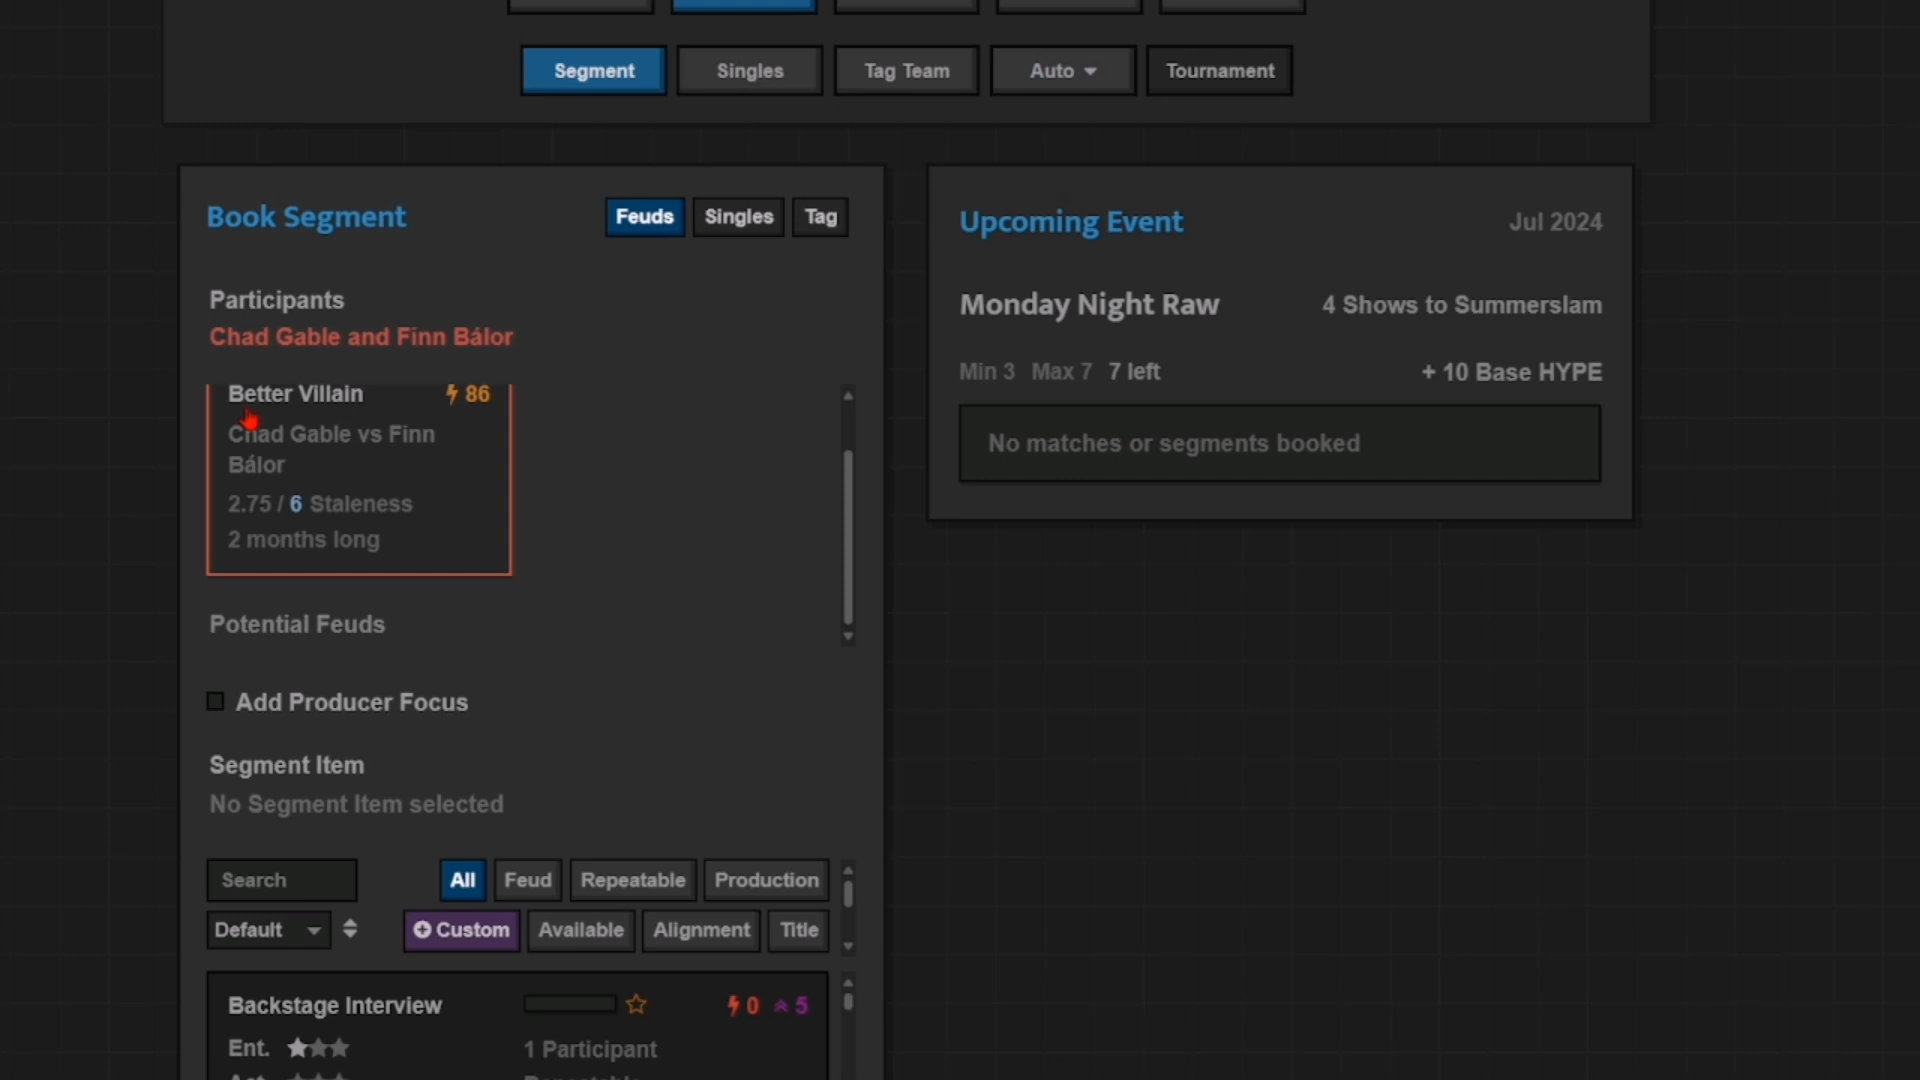 Segment Singles Tag Team Auto Tournament
Book Segment Feuds Singles Tag
Participants
Chad Gable and Finn Bálor
Better Villain 86
Chad Gable vs Finn
Bálor
2.75 / 6 Staleness
2 months long
Potential Feuds
Add Producer Focus
Segment Item
No Segment Item selected
Search All Feud Repeatable Production
Default Custom Available Alignment Title
Backstage Interview 0 5
Ent. 1 Participant
Upcoming Event Jul 2024
Monday Night Raw 4 Shows to Summerslam
Min 3 Max 7 7 left + 10 Base HYPE
No matches or segments booked